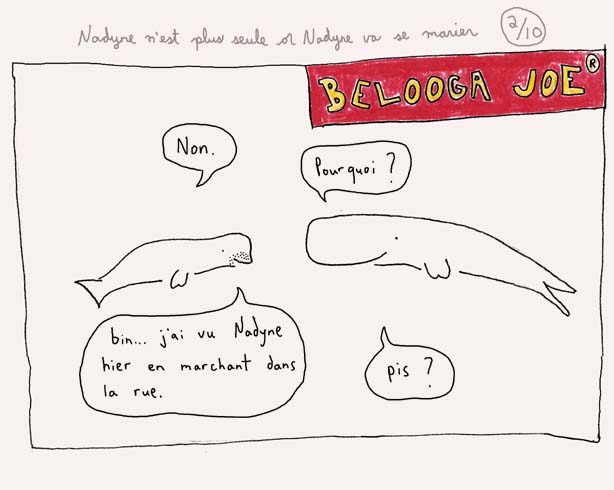 Nadyne n'est plus seule or Nadyne va se marier 2/10
BELOOGA JOE®
Non.
Pourquoi ?
bin... j'ai vu Nadyne
hier en marchant dans
la rue.
pis ?